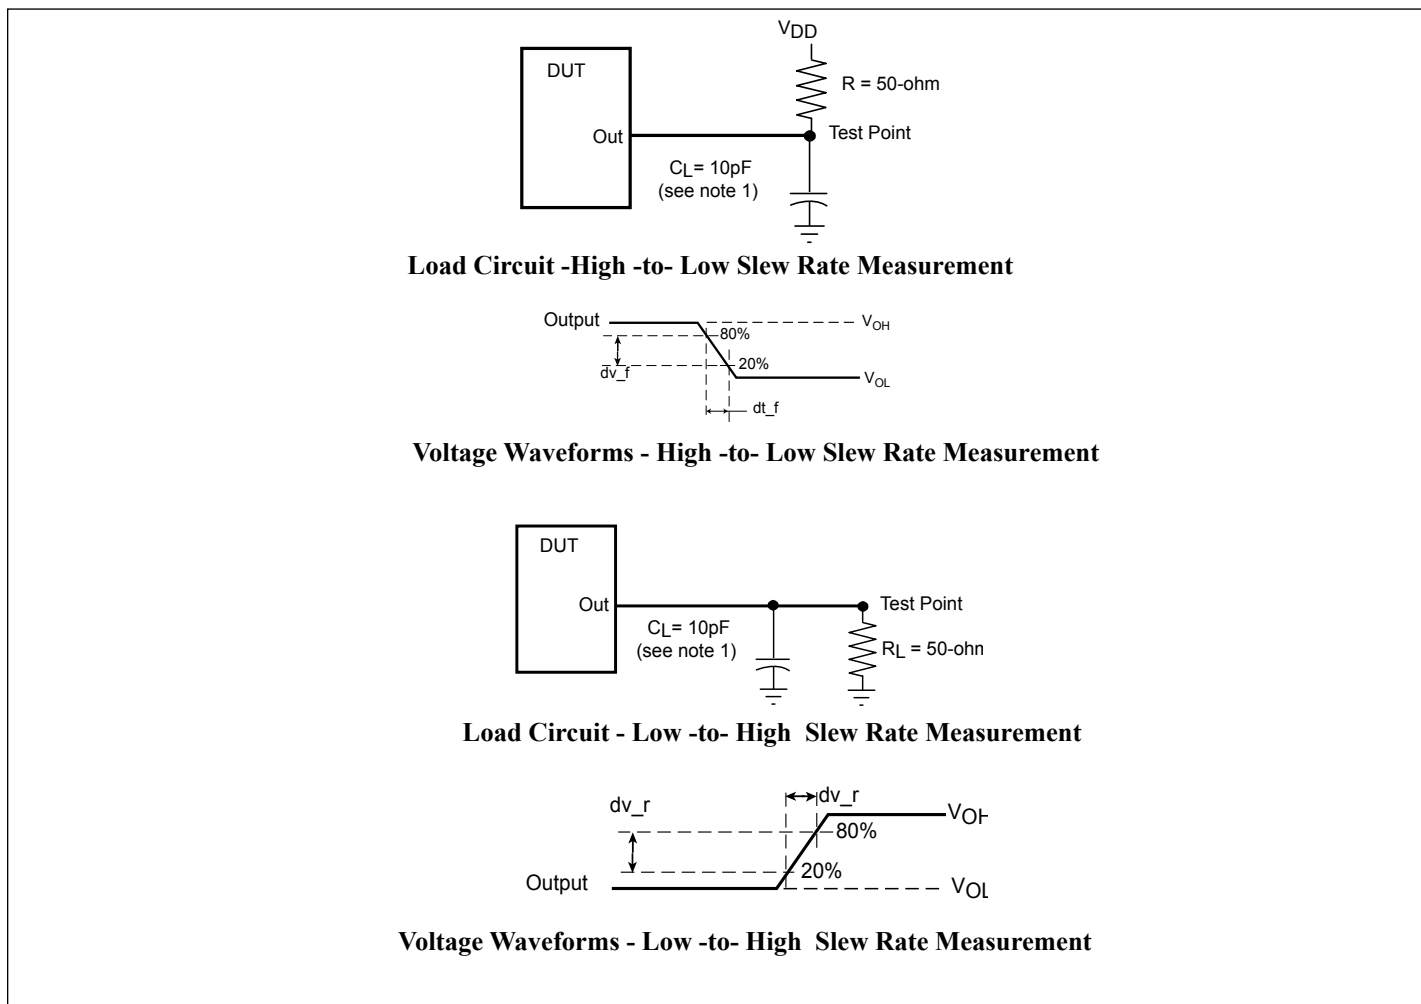 VDD
DUT
R = 50-ohm
Out
Test Point
CL= 10pF
(see note 1)
Load Circuit -High -to- Low Slew Rate Measurement
Output
VOH
80%
20%
dv_f
VOL
dt_f
Voltage Waveforms - High -to- Low Slew Rate Measurement
DUT
Out
Test Point
CL= 10pF
(see note 1)
RL = 50-ohn
Load Circuit - Low -to- High  Slew Rate Measurement
dv_r
dv_r
VOH
80%
20%
Output
VOL
Voltage Waveforms - Low -to- High  Slew Rate Measurement